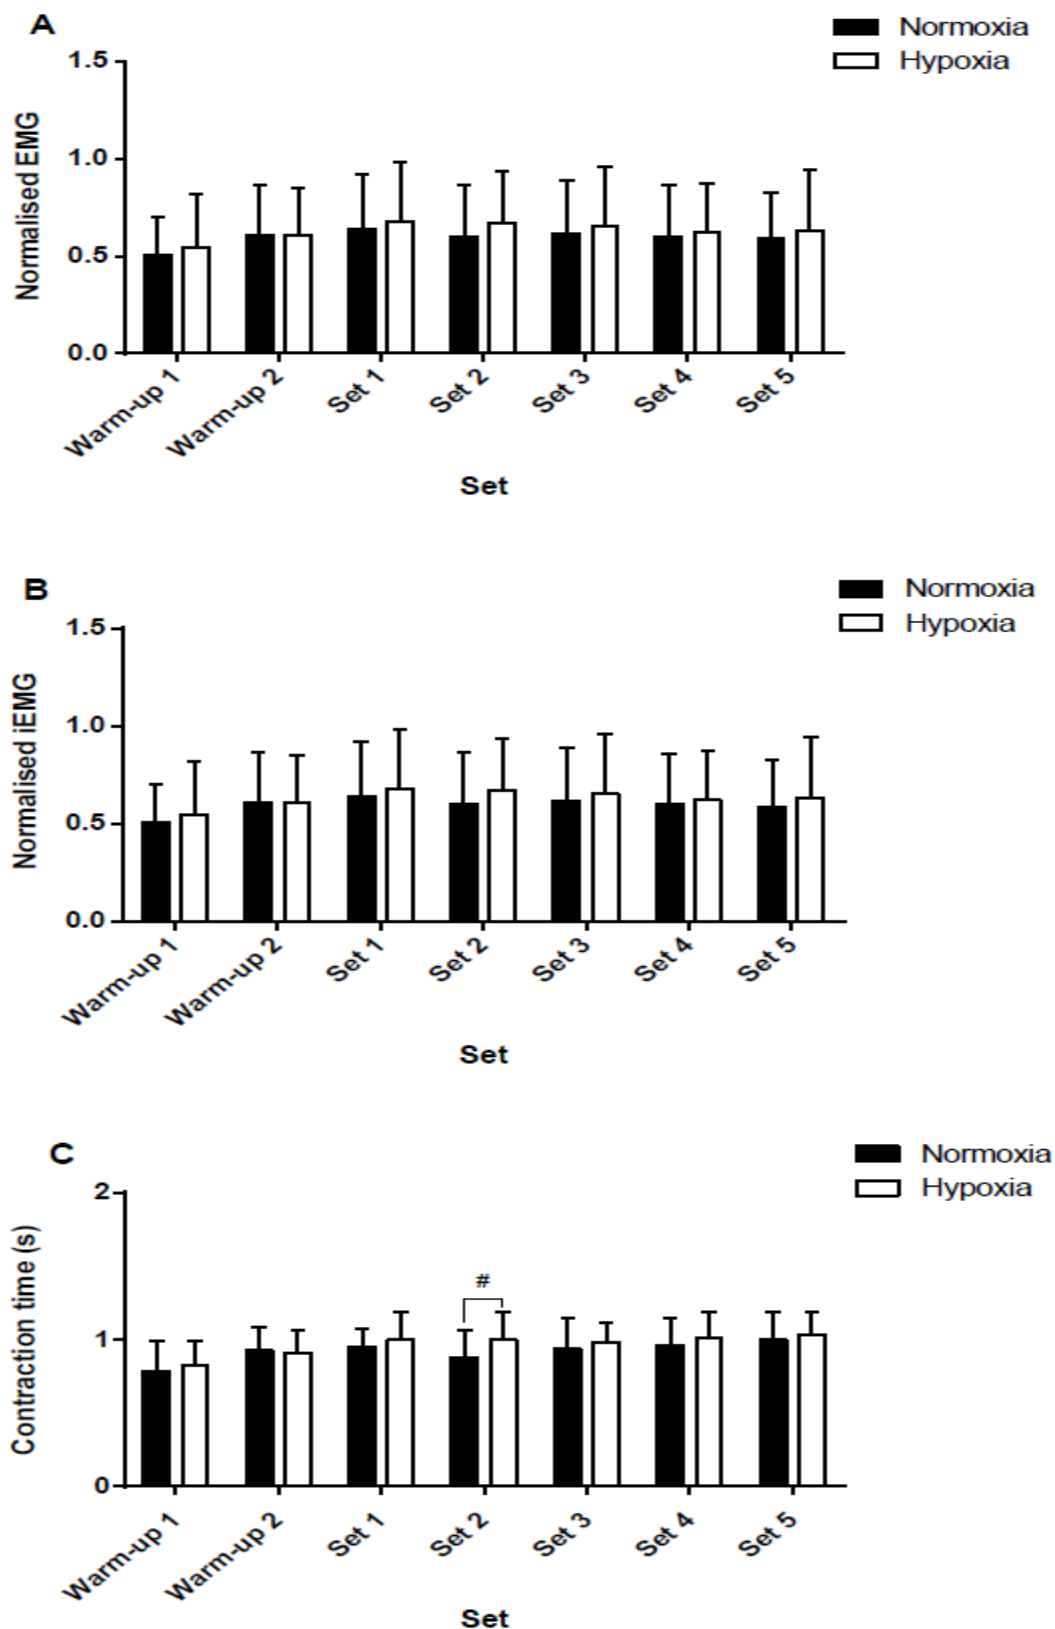 A
Normoxia
Hypoxia
1.5
1.0
0.5
0.0
Normalised EMG
Warm-up 1
Warm-up 2
Set 1
Set 2
Set 3
Set 4
Set 5
Set
B
Normoxia
Hypoxia
1.5
1.0
0.5
0.0
Normalised iEMG
Warm-up 1
Warm-up 2
Set 1
Set 2
Set 3
Set 4
Set 5
Set
C
Normoxia
Hypoxia
2
1
0
Contraction time (s)
#
Warm-up 1
Warm-up 2
Set 1
Set 2
Set 3
Set 4
Set 5
Set